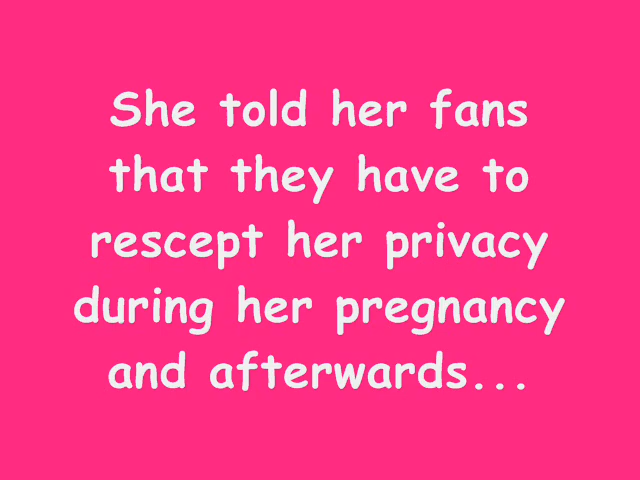 She told her fans
that they have to
rescept her privacy
during her pregnancy
and afterwards...